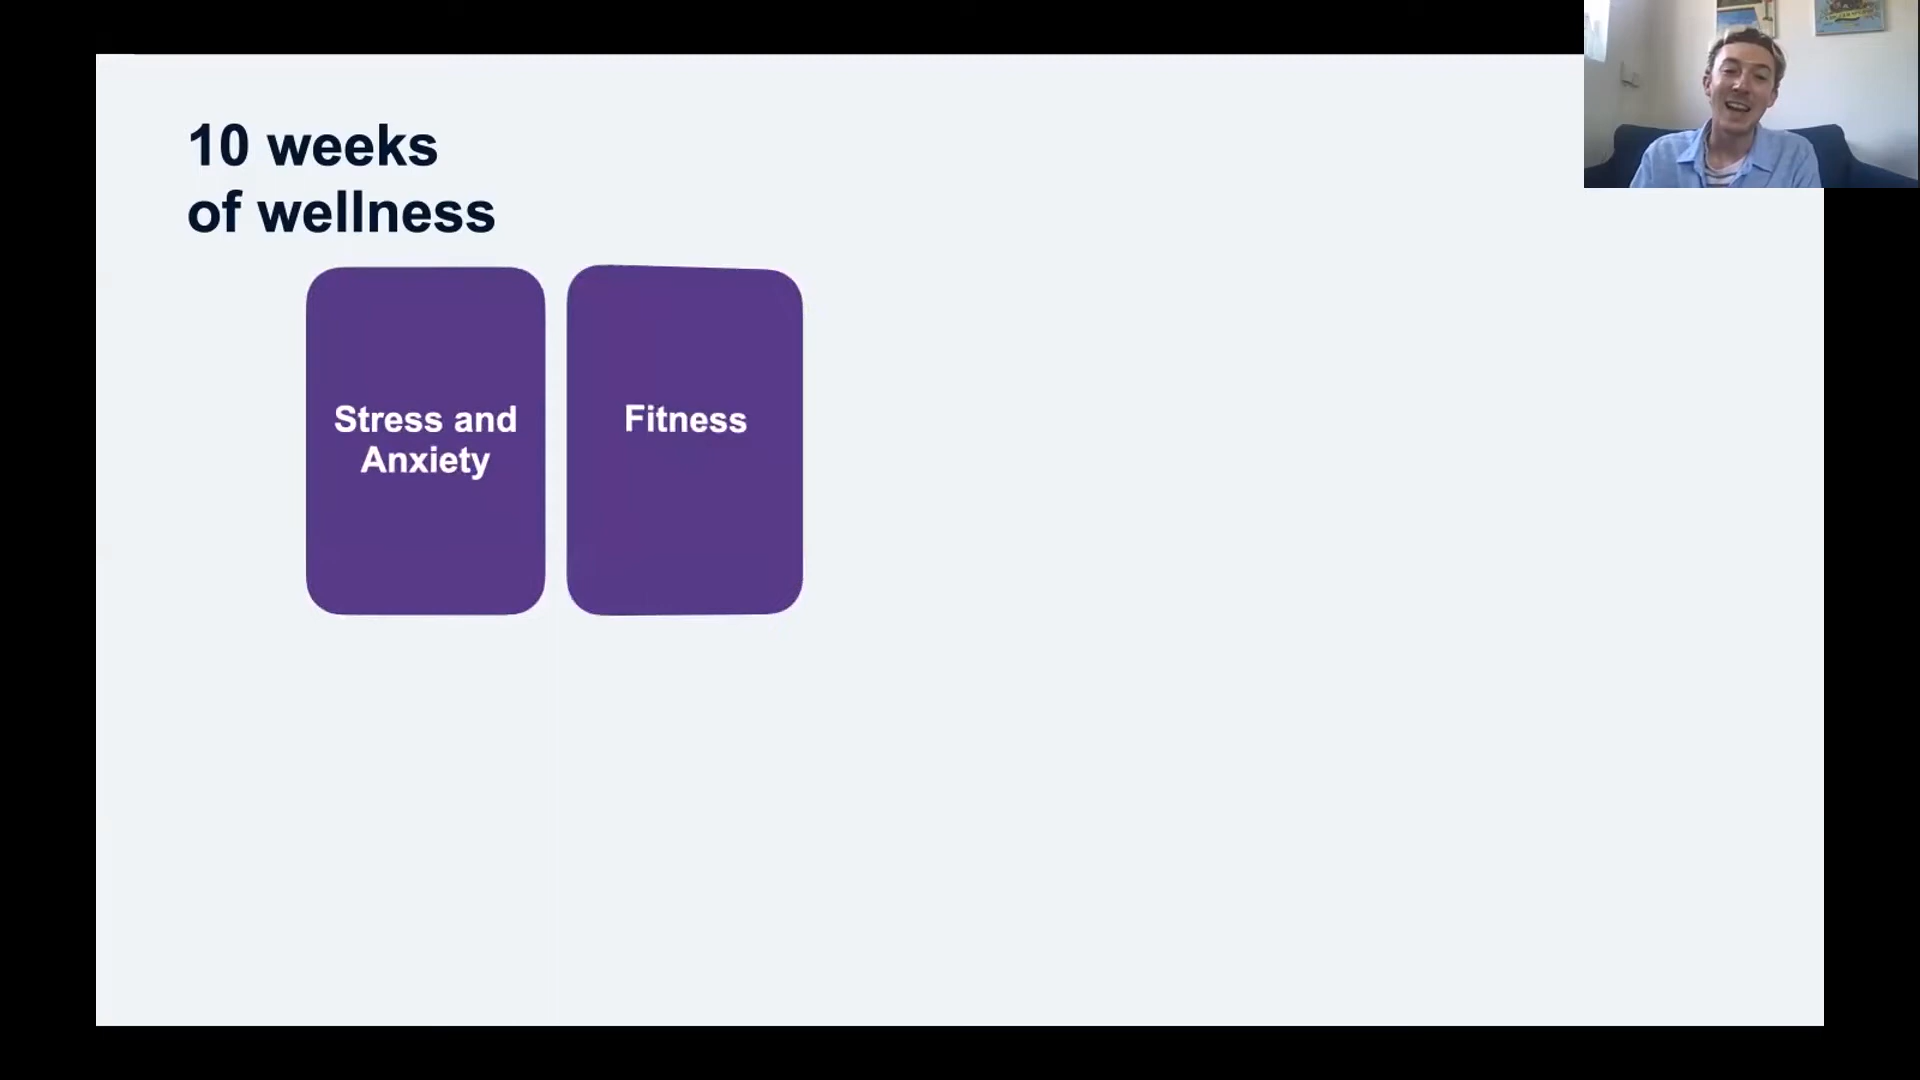 10 weeks
of wellness
Stress and
Anxiety
Fitness